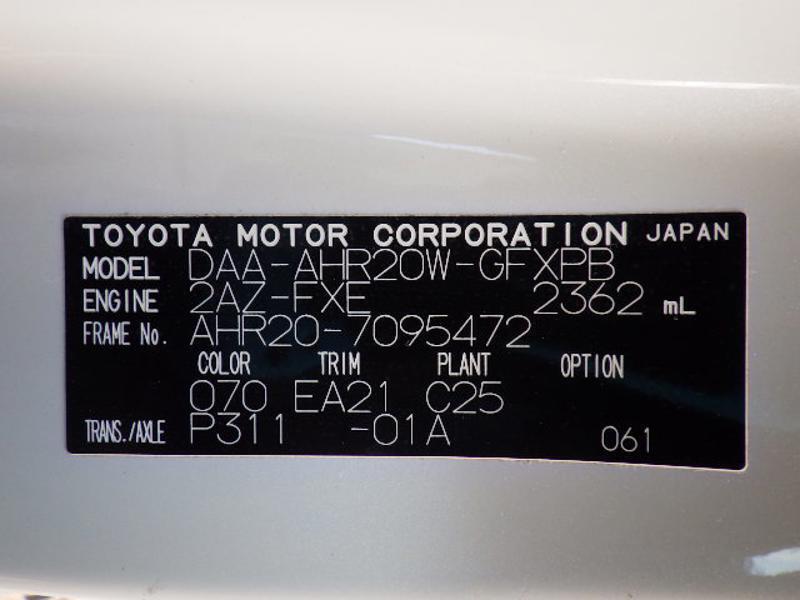 TOYOTA MOTOR CORPORATION JAPAN
MODEL DAA-AHR20W-GFXPB
ENGINE 2AZ-FXE 2362 mL
FRAME No. AHR20-7095472
COLOR TRIM PLANT OPTION
070 EA21 C25
TRANS./AXLE P311 -01A 061